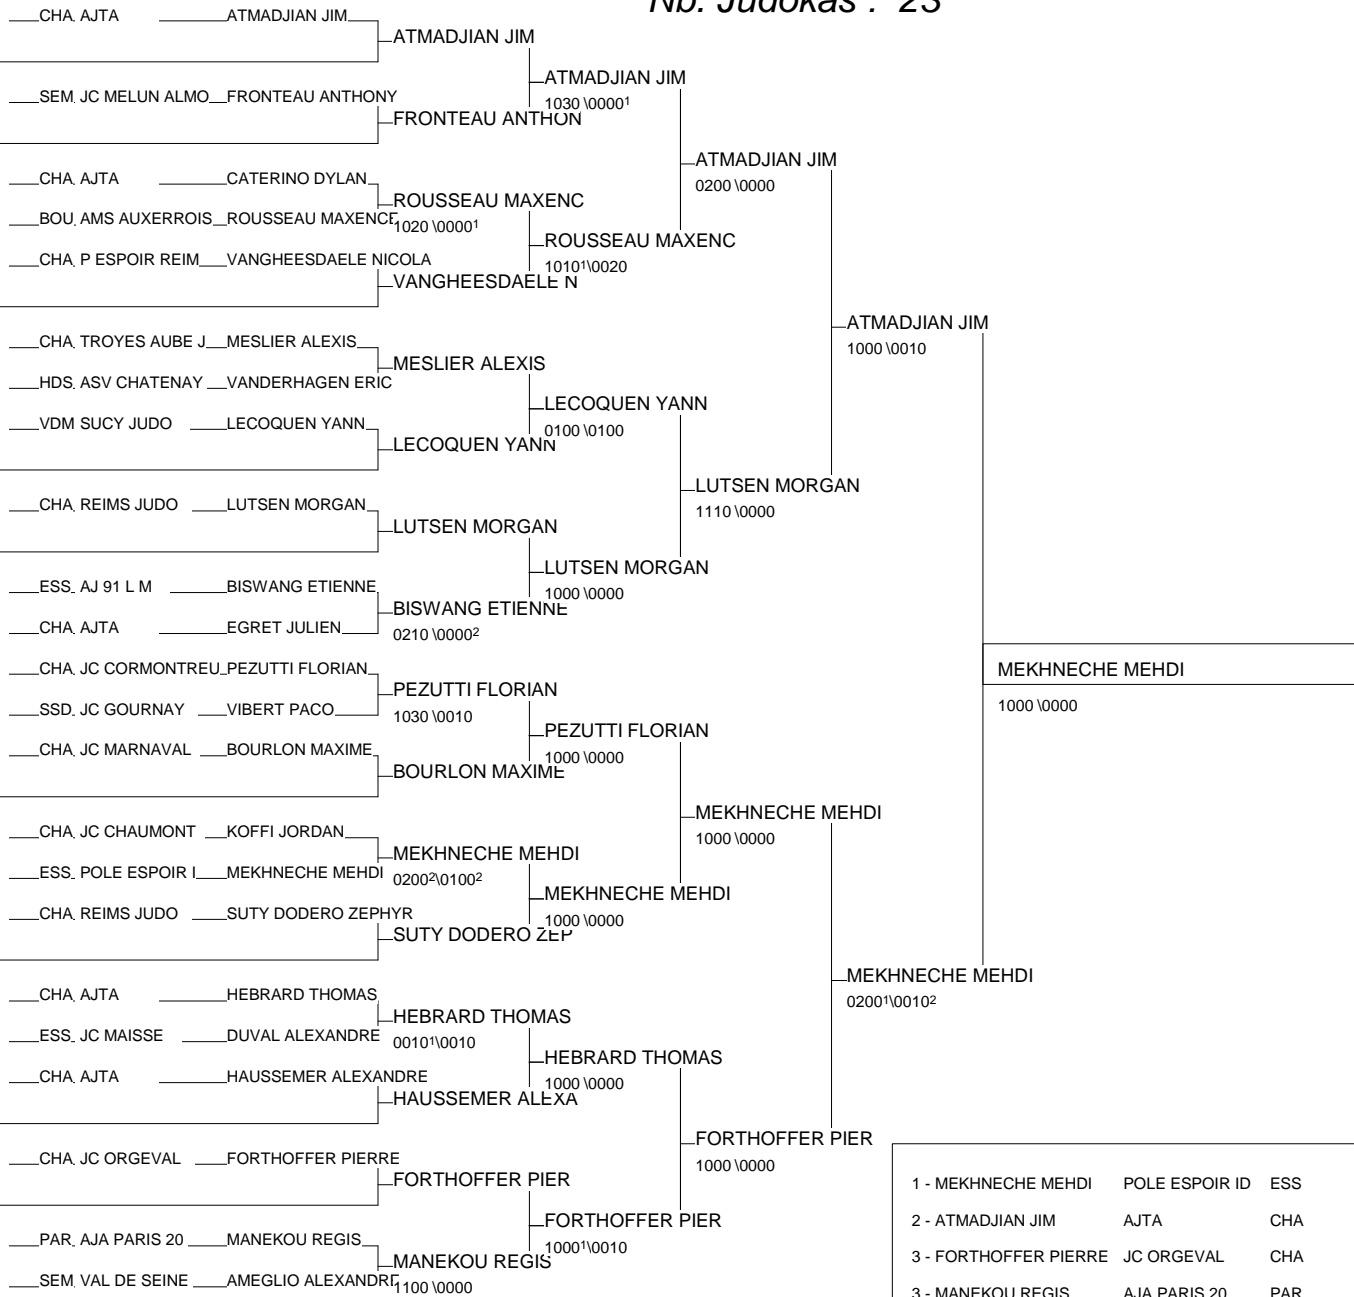 Nb. Judokas : 23
CHA AJTA ATMADJIAN JIM
ATMADJIAN JIM
ATMADJIAN JIM
1030 \0000¹
SEM JC MELUN ALMO FRONTEAU ANTHONY
FRONTEAU ANTHON
ATMADJIAN JIM
0200 \0000
CHA AJTA CATERINO DYLAN
ROUSSEAU MAXENC
1020 \0000¹
BOU AMS AUXERROIS ROUSSEAU MAXENCE
ROUSSEAU MAXENC
1010¹\0020
CHA P ESPOIR REIM VANGHEESDAELE NICOLA
VANGHEESDAELE N
ATMADJIAN JIM
1000 \0010
CHA TROYES AUBE J MESLIER ALEXIS
MESLIER ALEXIS
HDS ASV CHATENAY VANDERHAGEN ERIC
LECOQUEN YANN
0100 \0100
VDM SUCY JUDO LECOQUEN YANN
LECOQUEN YANN
LUTSEN MORGAN
1110 \0000
CHA REIMS JUDO LUTSEN MORGAN
LUTSEN MORGAN
LUTSEN MORGAN
1000 \0000
ESS AJ 91 L M BISWANG ETIENNE
BISWANG ETIENNE
0210 \0000²
CHA AJTA EGRET JULIEN
MEKHNECHE MEHDI
1000 \0000
CHA JC CORMONTREU PEZUTTI FLORIAN
PEZUTTI FLORIAN
1030 \0010
SSD JC GOURNAY VIBERT PACO
PEZUTTI FLORIAN
1000 \0000
CHA JC MARNAVAL BOURLON MAXIME
BOURLON MAXIME
MEKHNECHE MEHDI
1000 \0000
CHA JC CHAUMONT KOFFI JORDAN
MEKHNECHE MEHDI
0200²\0100²
ESS POLE ESPOIR I MEKHNECHE MEHDI
MEKHNECHE MEHDI
1000 \0000
CHA REIMS JUDO SUTY DODERO ZEPHYR
SUTY DODERO ZEP
MEKHNECHE MEHDI
0200¹\0010²
CHA AJTA HEBRARD THOMAS
HEBRARD THOMAS
0010¹\0010
ESS JC MAISSE DUVAL ALEXANDRE
HEBRARD THOMAS
1000 \0000
CHA AJTA HAUSSEMER ALEXANDRE
HAUSSEMER ALEXA
FORTHOFFER PIER
1000 \0000
CHA JC ORGEVAL FORTHOFFER PIERRE
FORTHOFFER PIER
FORTHOFFER PIER
1000¹\0010
PAR AJA PARIS 20 MANEKOU REGIS
MANEKOU REGIS
1100 \0000
SEM VAL DE SEINE AMEGLIO ALEXANDRE
1 - MEKHNECHE MEHDI POLE ESPOIR ID ESS
2 - ATMADJIAN JIM AJTA CHA
3 - FORTHOFFER PIERRE JC ORGEVAL CHA
3 - MANEKOU REGIS AJA PARIS 20 PAR